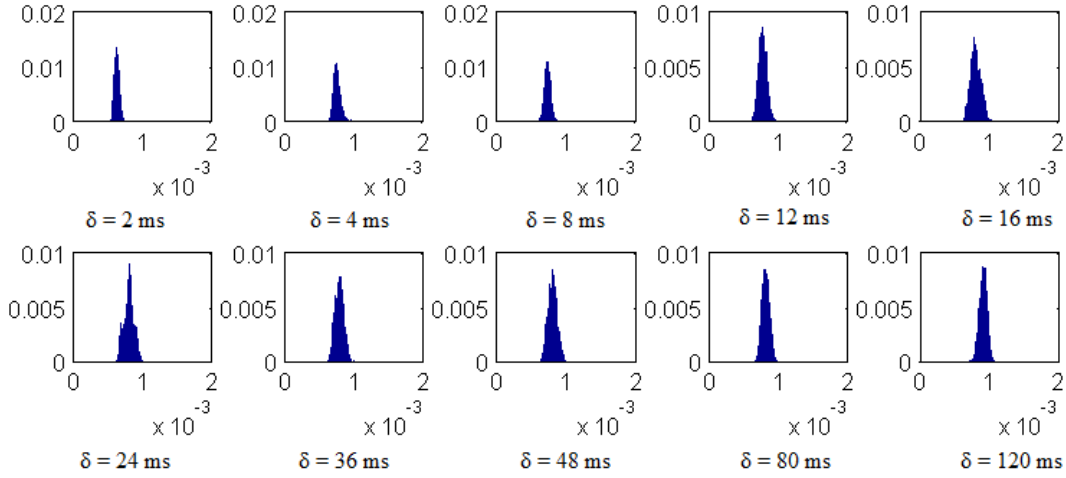 0.02 0.02 0.02 0.01 0.01
0.01 0.01 0.01 0.005 0.005
0 0 0 0 0
0 1 2 0 1 2 0 1 2 0 1 2 0 1 2
x 10-3 x 10-3 x 10-3 x 10-3 x 10-3
δ = 2 ms δ = 4 ms δ = 8 ms δ = 12 ms δ = 16 ms
0.01 0.01 0.01 0.01 0.01
0.005 0.005 0.005 0.005 0.005
0 0 0 0 0
0 1 2 0 1 2 0 1 2 0 1 2 0 1 2
x 10-3 x 10-3 x 10-3 x 10-3 x 10-3
δ = 24 ms δ = 36 ms δ = 48 ms δ = 80 ms δ = 120 ms